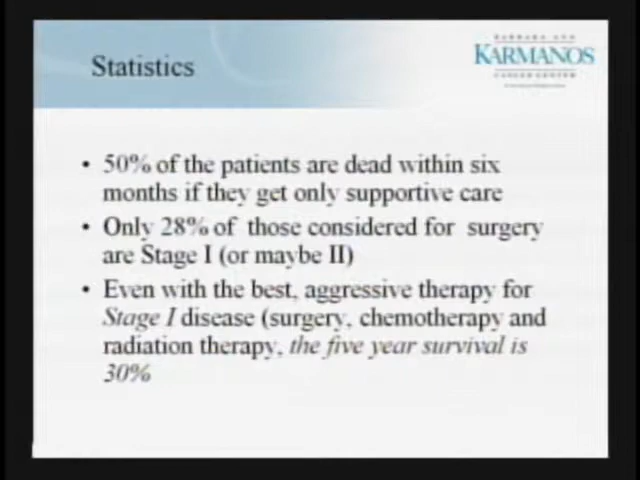 Statistics
BARBARA ANN
KARMANOS
CANCER CENTER
• 50% of the patients are dead within six
months if they get only supportive care
• Only 28% of those considered for surgery
are Stage I (or maybe II)
• Even with the best, aggressive therapy for
Stage I disease (surgery, chemotherapy and
radiation therapy, the five year survival is
30%